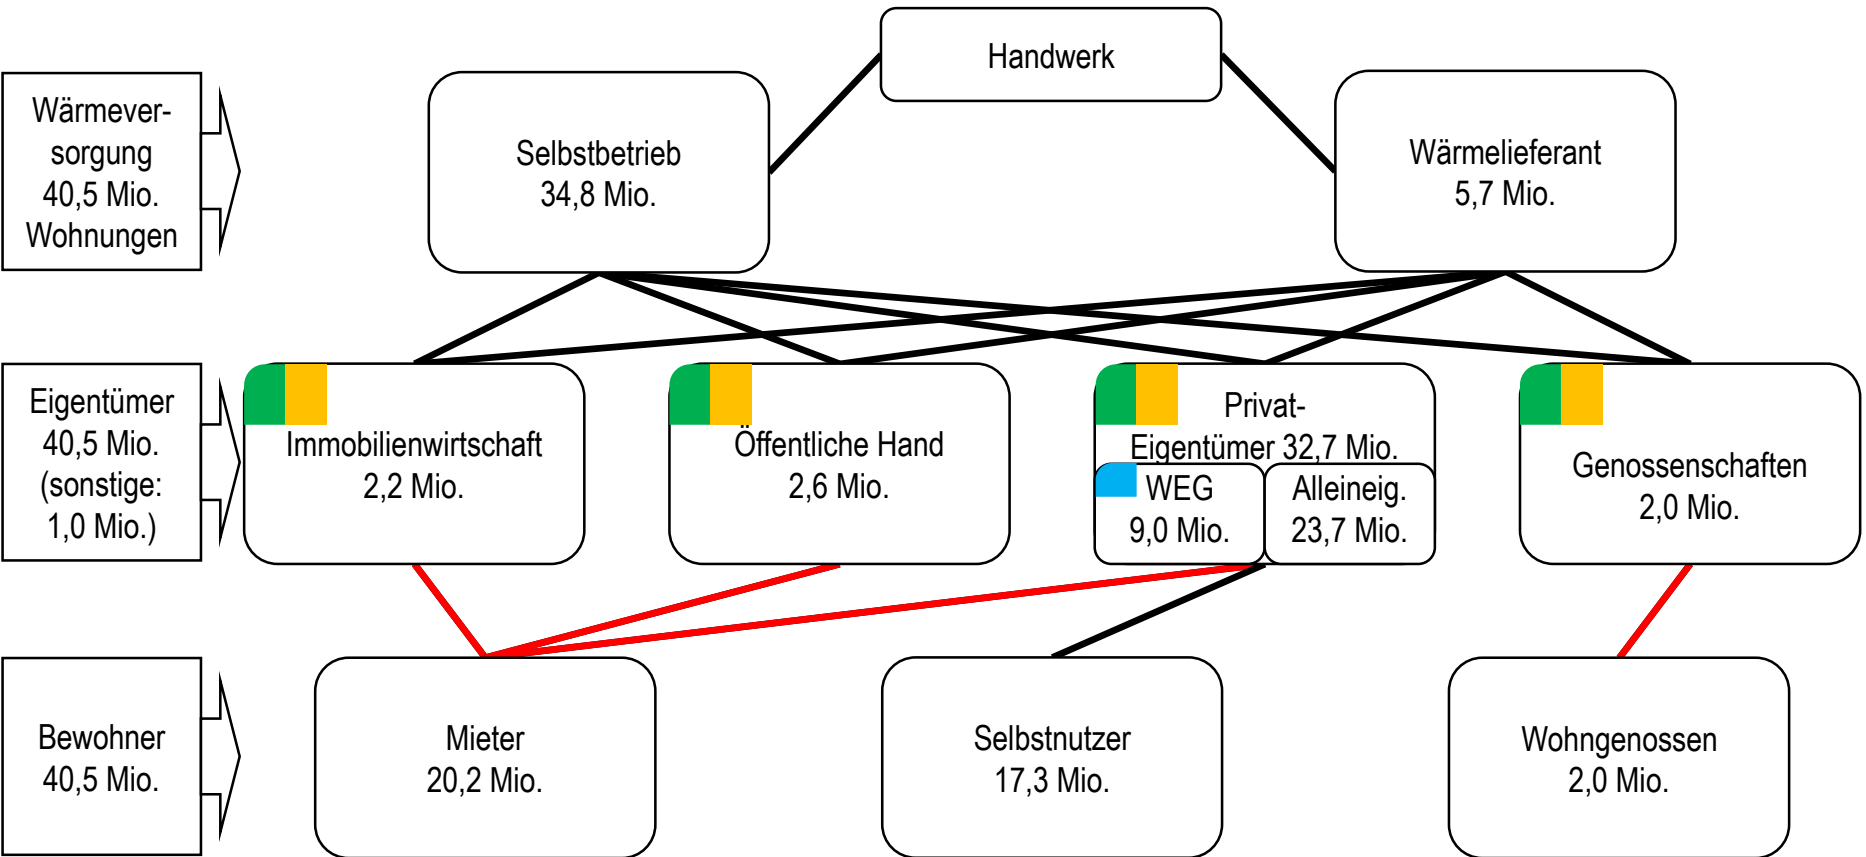 Handwerk
Wärmever-
sorgung
40,5 Mio.
Wohnungen
Selbstbetrieb
34,8 Mio.
Wärmelieferant
5,7 Mio.
Eigentümer
40,5 Mio.
(sonstige:
1,0 Mio.)
Immobilienwirtschaft
2,2 Mio.
Öffentliche Hand
2,6 Mio.
Privat-
Eigentümer 32,7 Mio.
WEG
9,0 Mio.
Alleineig.
23,7 Mio.
Genossenschaften
2,0 Mio.
Bewohner
40,5 Mio.
Mieter
20,2 Mio.
Selbstnutzer
17,3 Mio.
Wohngenossen
2,0 Mio.